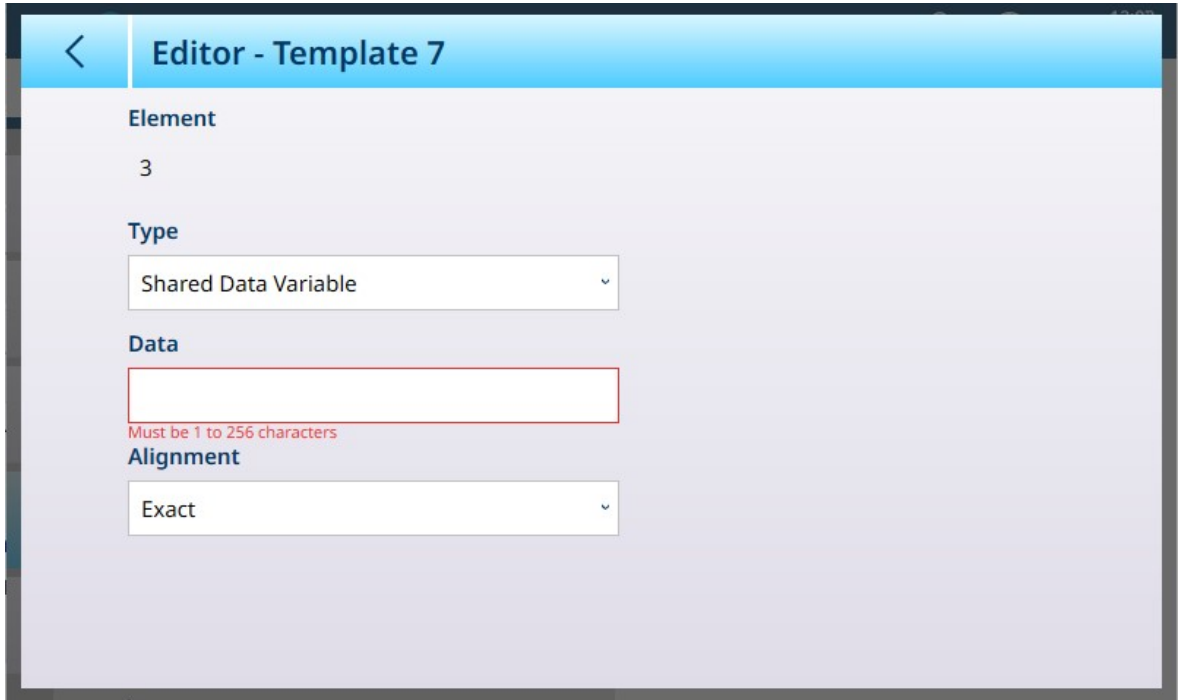 Editor - Template 7
Element
3
Type
Shared Data Variable
Data
Must be 1 to 256 characters
Alignment
Exact